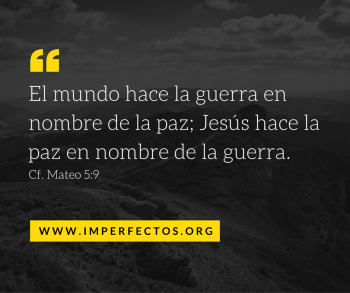 ❝
El mundo hace la guerra en
nombre de la paz; Jesús hace la
paz en nombre de la guerra.
Cf. Mateo 5:9
WWW.IMPERFECTOS.ORG